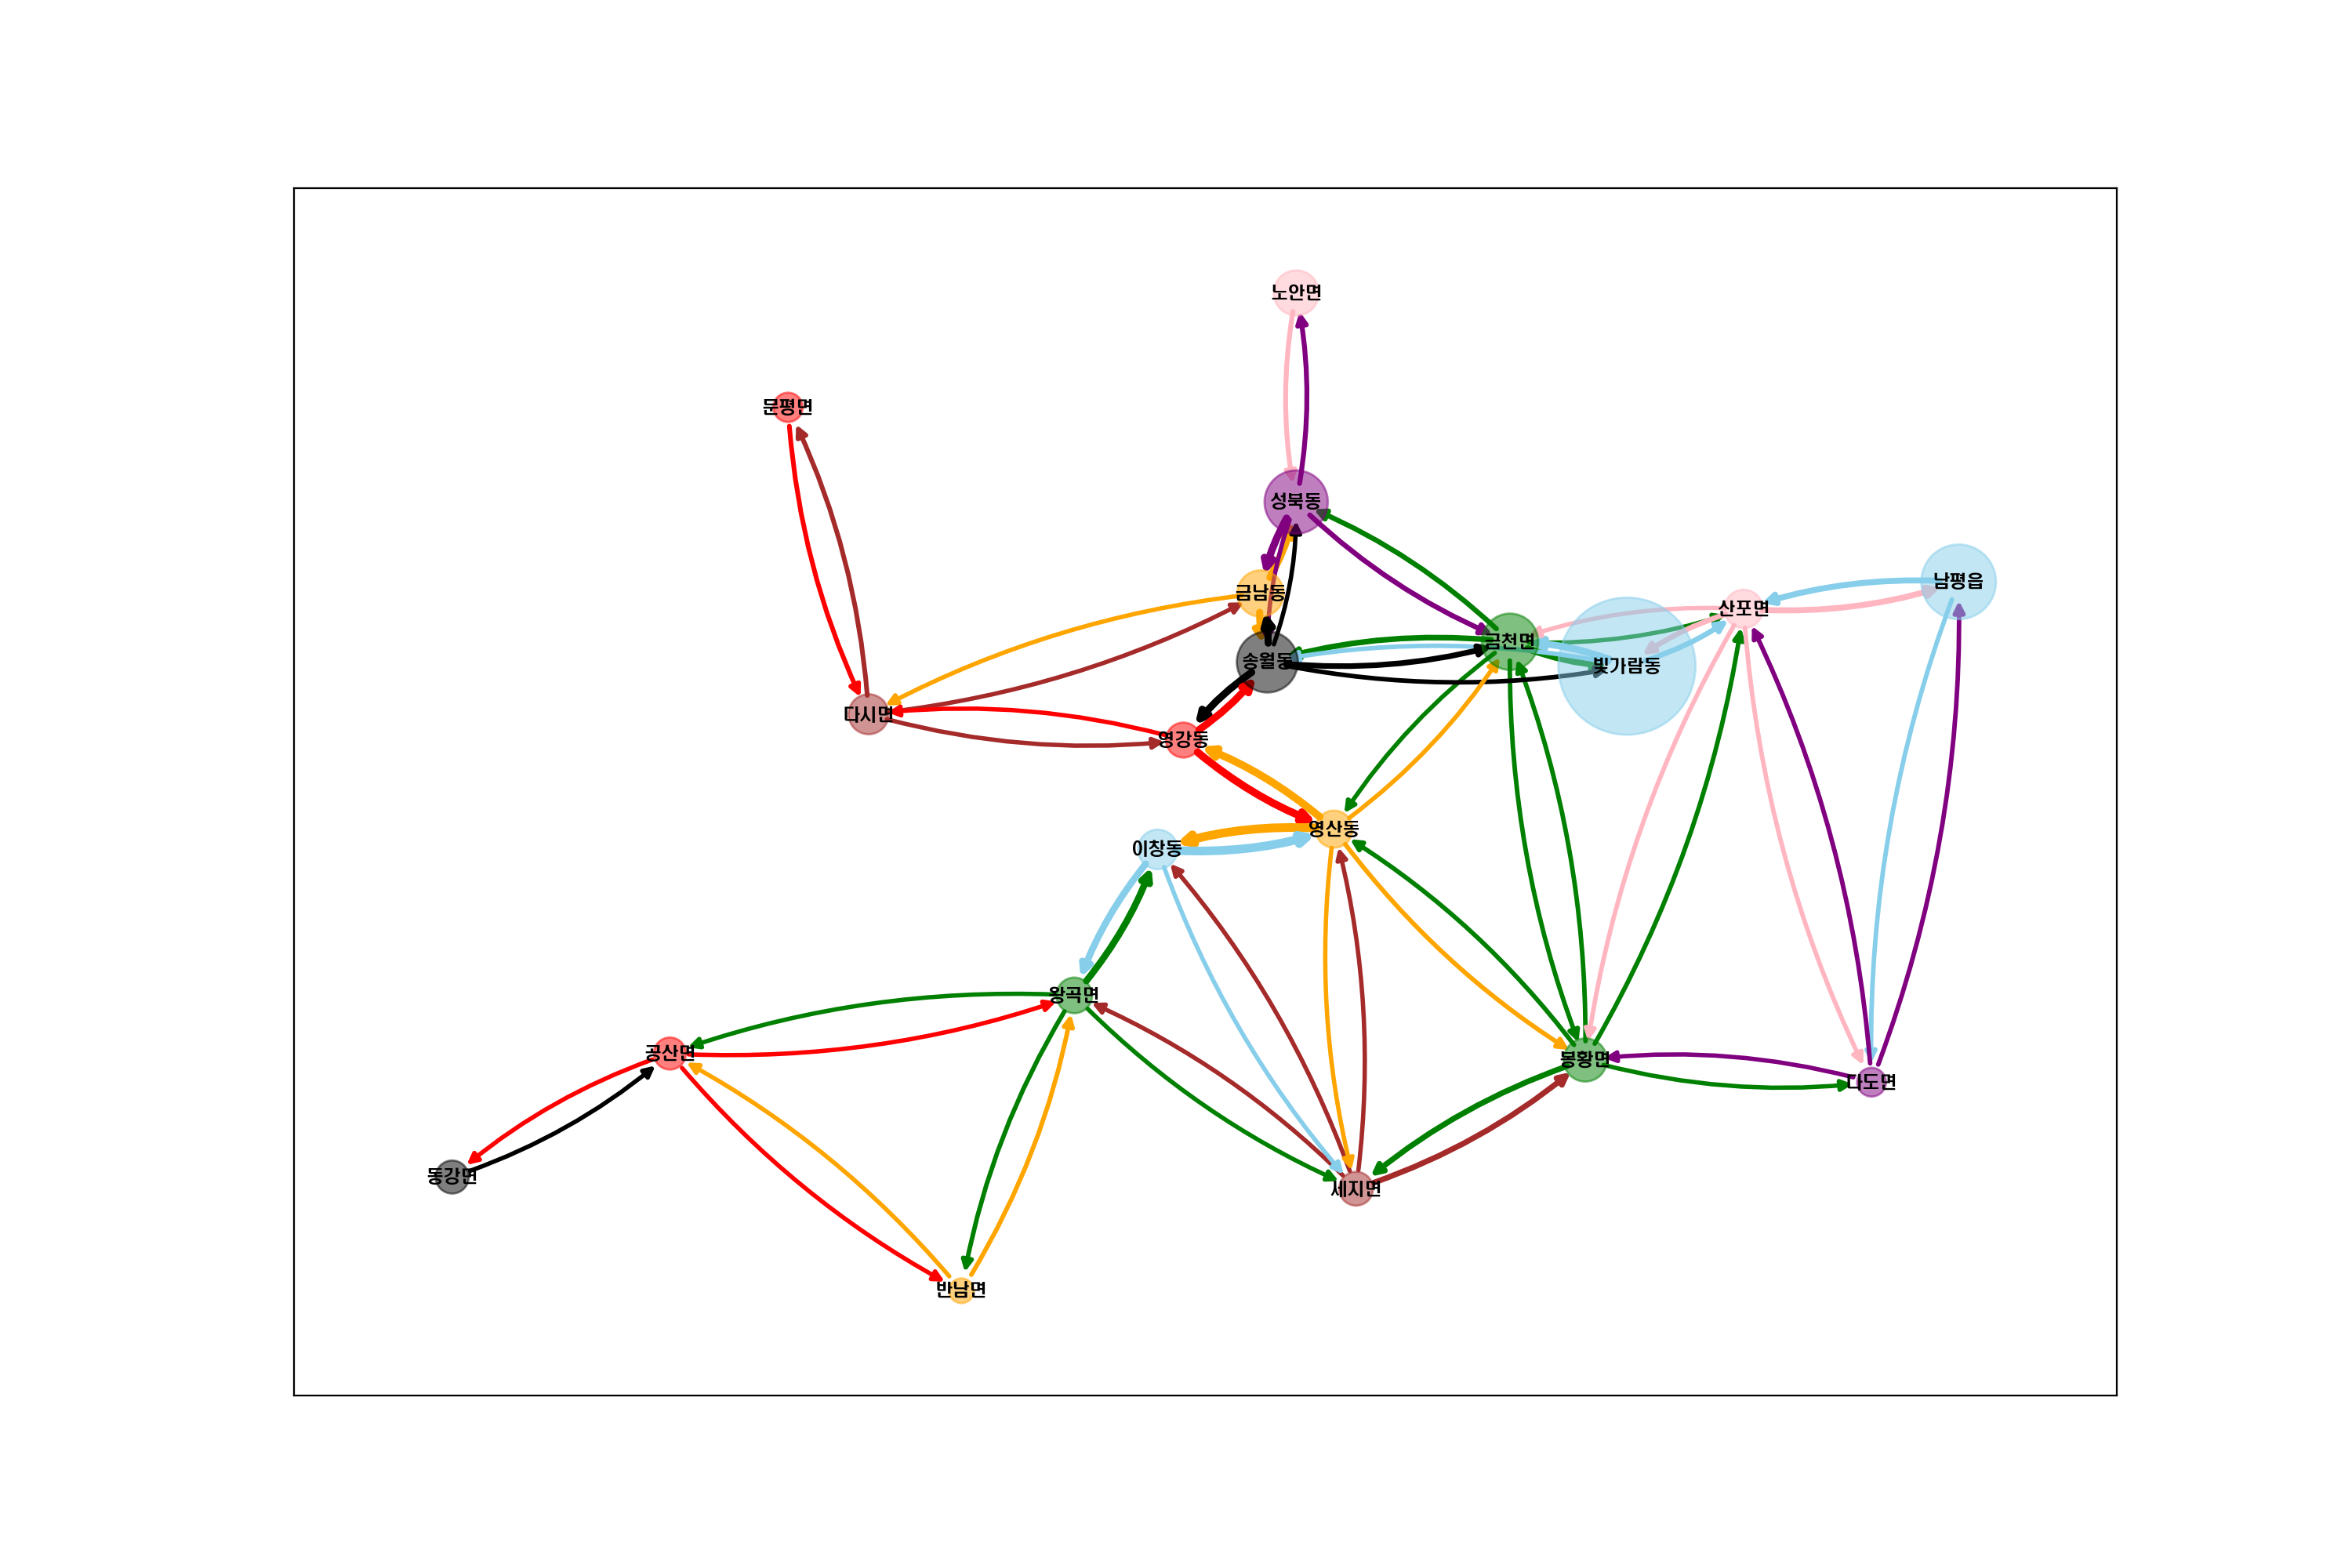 노안면
문평면
성북동
남평읍
금남동
산포면
금천면
송월동
빛가람동
다시면
영강동
영산동
이창동
왕곡면
공산면
봉황면
다도면
동강면
세지면
반남면